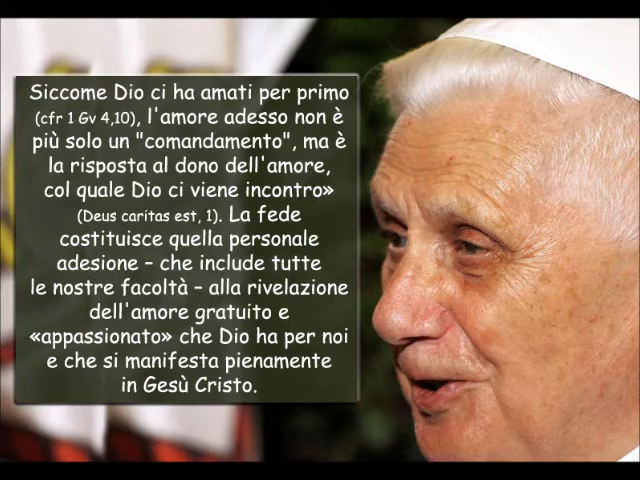 Siccome Dio ci ha amati per primo
(cfr 1 Gv 4,10), l'amore adesso non è
più solo un "comandamento", ma è
la risposta al dono dell'amore,
col quale Dio ci viene incontro»
(Deus caritas est, 1). La fede
costituisce quella personale
adesione – che include tutte
le nostre facoltà – alla rivelazione
dell'amore gratuito e
«appassionato» che Dio ha per noi
e che si manifesta pienamente
in Gesù Cristo.